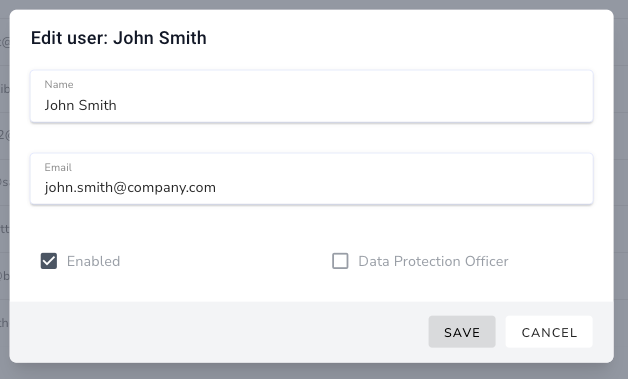 Edit user: John Smith
Name
John Smith
Email
john.smith@company.com
Enabled
Data Protection Officer
SAVE
CANCEL